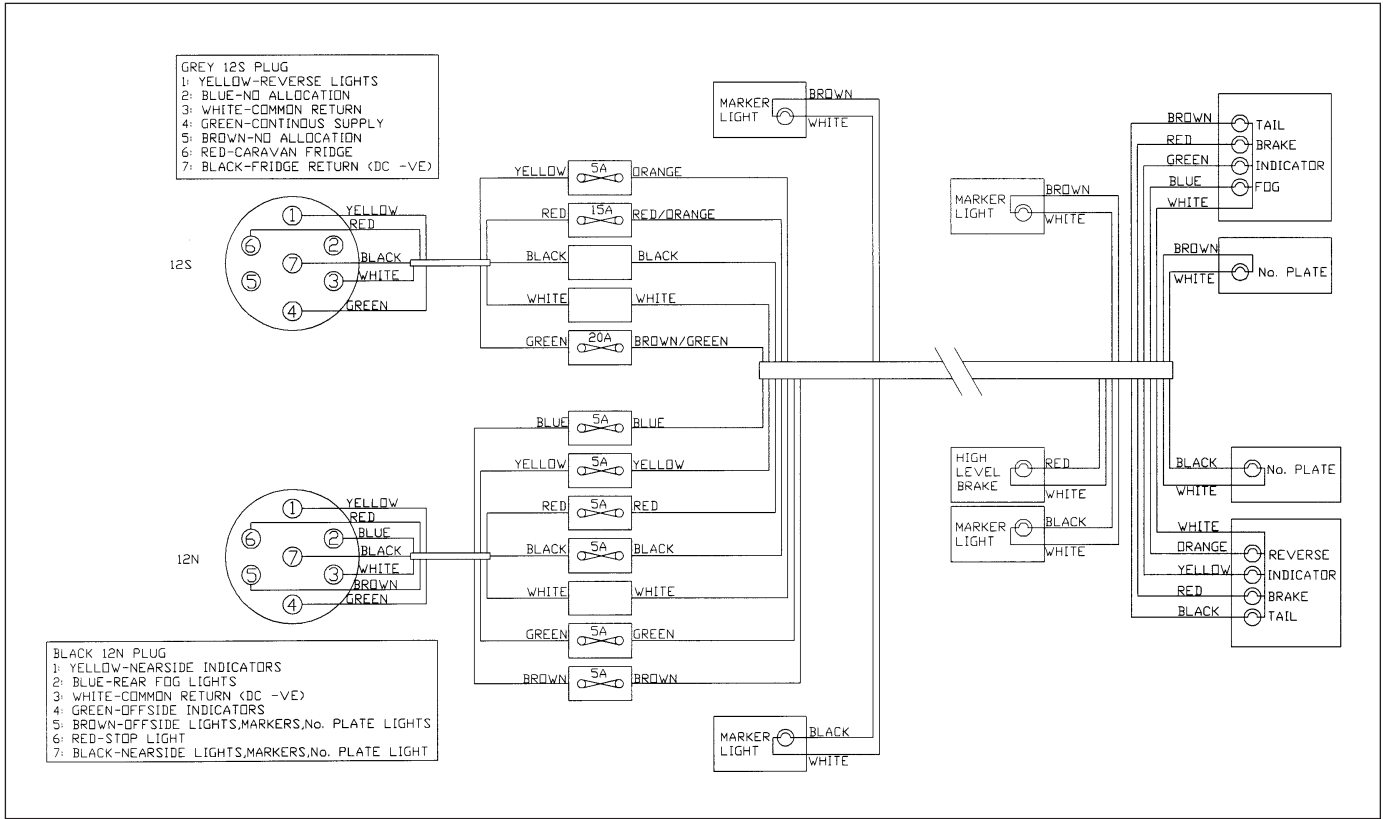 GREY 12S PLUG
1: YELLOW-REVERSE LIGHTS
2: BLUE-NO ALLOCATION
3: WHITE-COMMON RETURN
4: GREEN-CONTINOUS SUPPLY
5: BROWN-NO ALLOCATION
6: RED-CARAVAN FRIDGE
7: BLACK-FRIDGE RETURN (DC -VE)
12S
1
6
2
7
5
3
4
YELLOW
RED
BLACK
WHITE
GREEN
YELLOW 5A ORANGE
RED 15A RED/ORANGE
BLACK BLACK
WHITE WHITE
GREEN 20A BROWN/GREEN
BLUE 5A BLUE
YELLOW 5A YELLOW
RED 5A RED
BLACK 5A BLACK
WHITE WHITE
GREEN 5A GREEN
BROWN 5A BROWN
12N
1
6
2
7
5
3
4
YELLOW
RED
BLUE
BLACK
WHITE
BROWN
GREEN
BLACK 12N PLUG
1: YELLOW-NEARSIDE INDICATORS
2: BLUE-REAR FOG LIGHTS
3: WHITE-COMMON RETURN (DC -VE)
4: GREEN-OFFSIDE INDICATORS
5: BROWN-OFFSIDE LIGHTS,MARKERS,No. PLATE LIGHTS
6: RED-STOP LIGHT
7: BLACK-NEARSIDE LIGHTS,MARKERS,No. PLATE LIGHT
MARKER
LIGHT
BROWN
WHITE
MARKER
LIGHT
BLACK
WHITE
MARKER
LIGHT
BROWN
WHITE
HIGH
LEVEL
BRAKE
RED
WHITE
MARKER
LIGHT
BLACK
WHITE
BROWN TAIL
RED BRAKE
GREEN INDICATOR
BLUE FOG
WHITE
BROWN
WHITE No. PLATE
BLACK No. PLATE
WHITE
WHITE
ORANGE REVERSE
YELLOW INDICATOR
RED BRAKE
BLACK TAIL